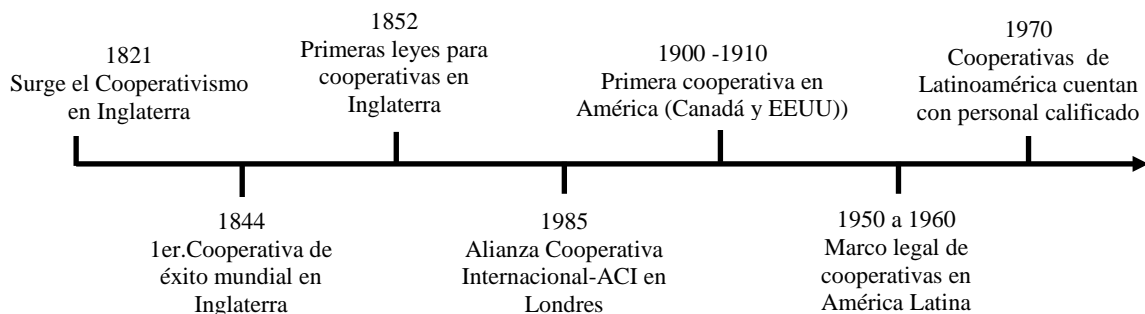 1821
Surge el Cooperativismo
en Inglaterra
1844
1er.Cooperativa de
éxito mundial en
Inglaterra
1852
Primeras leyes para
cooperativas en
Inglaterra
1985
Alianza Cooperativa
Internacional-ACI en
Londres
1900 -1910
Primera cooperativa en
América (Canadá y EEUU))
1950 a 1960
Marco legal de
cooperativas en
América Latina
1970
Cooperativas de
Latinoamérica cuentan
con personal calificado